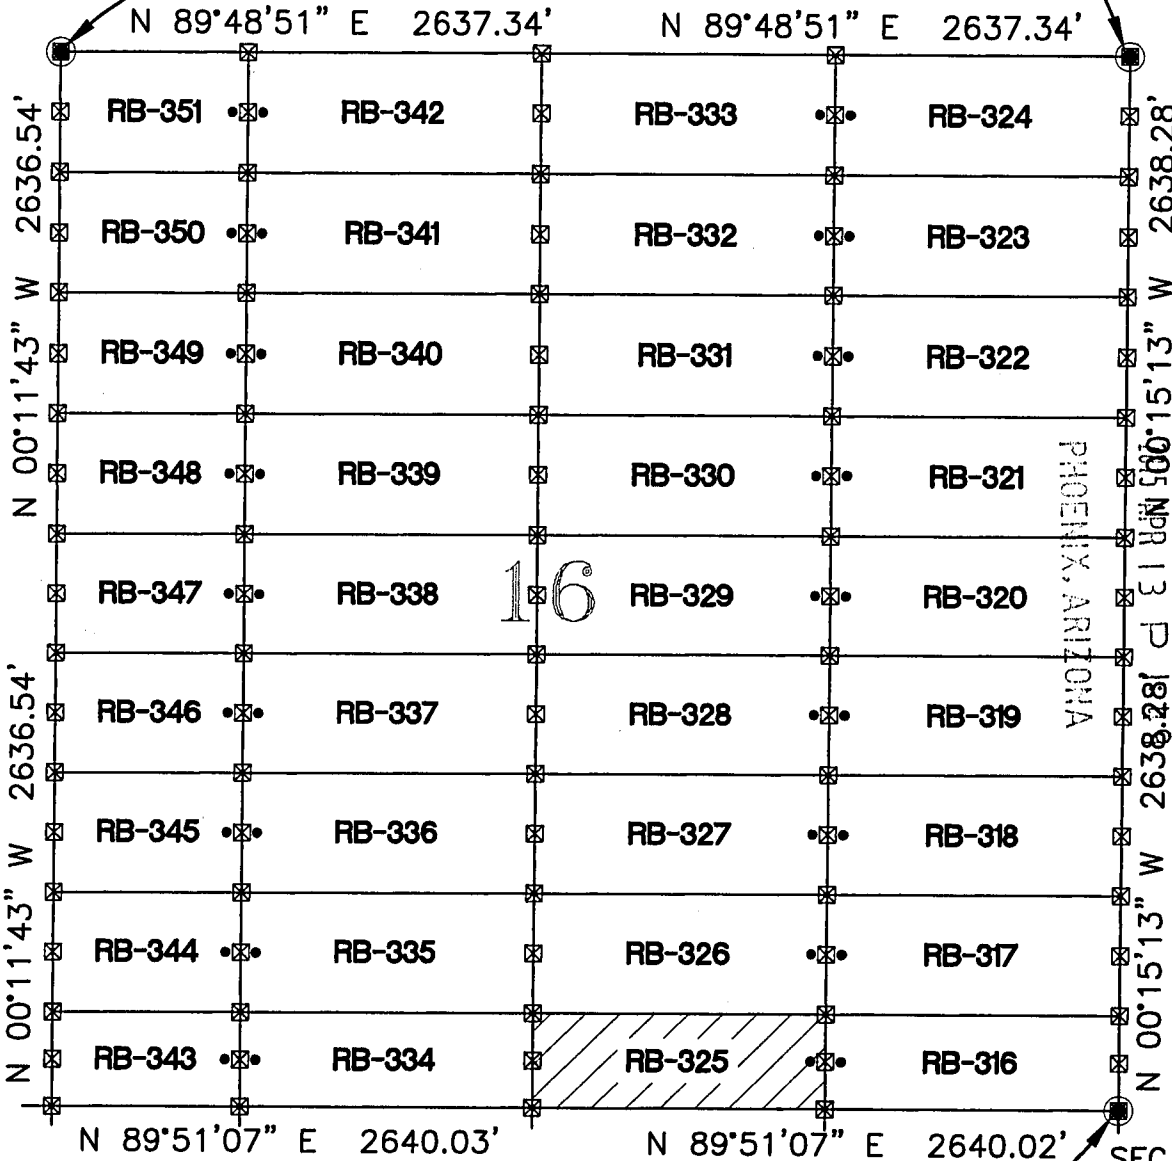 N 89°48'51" E 2637.34' N 89°48'51" E 2637.34'
N 00°11'43" W 2636.54'
N 00°15'13" W 2638.28'
RB-351 RB-342 RB-333 RB-324
RB-350 RB-341 RB-332 RB-323
RB-349 RB-340 RB-331 RB-322
RB-348 RB-339 RB-330 RB-321
PHOENIX, ARIZONA
RB-347 RB-338 16 RB-329 RB-320
RB-346 RB-337 RB-328 RB-319
RB-345 RB-336 RB-327 RB-318
RB-344 RB-335 RB-326 RB-317
RB-343 RB-334 RB-325 RB-316
N 00°11'43" W 2636.54'
N 00°15'13" W 2638.28'
N 89°51'07" E 2640.03' N 89°51'07" E 2640.02'
SEC